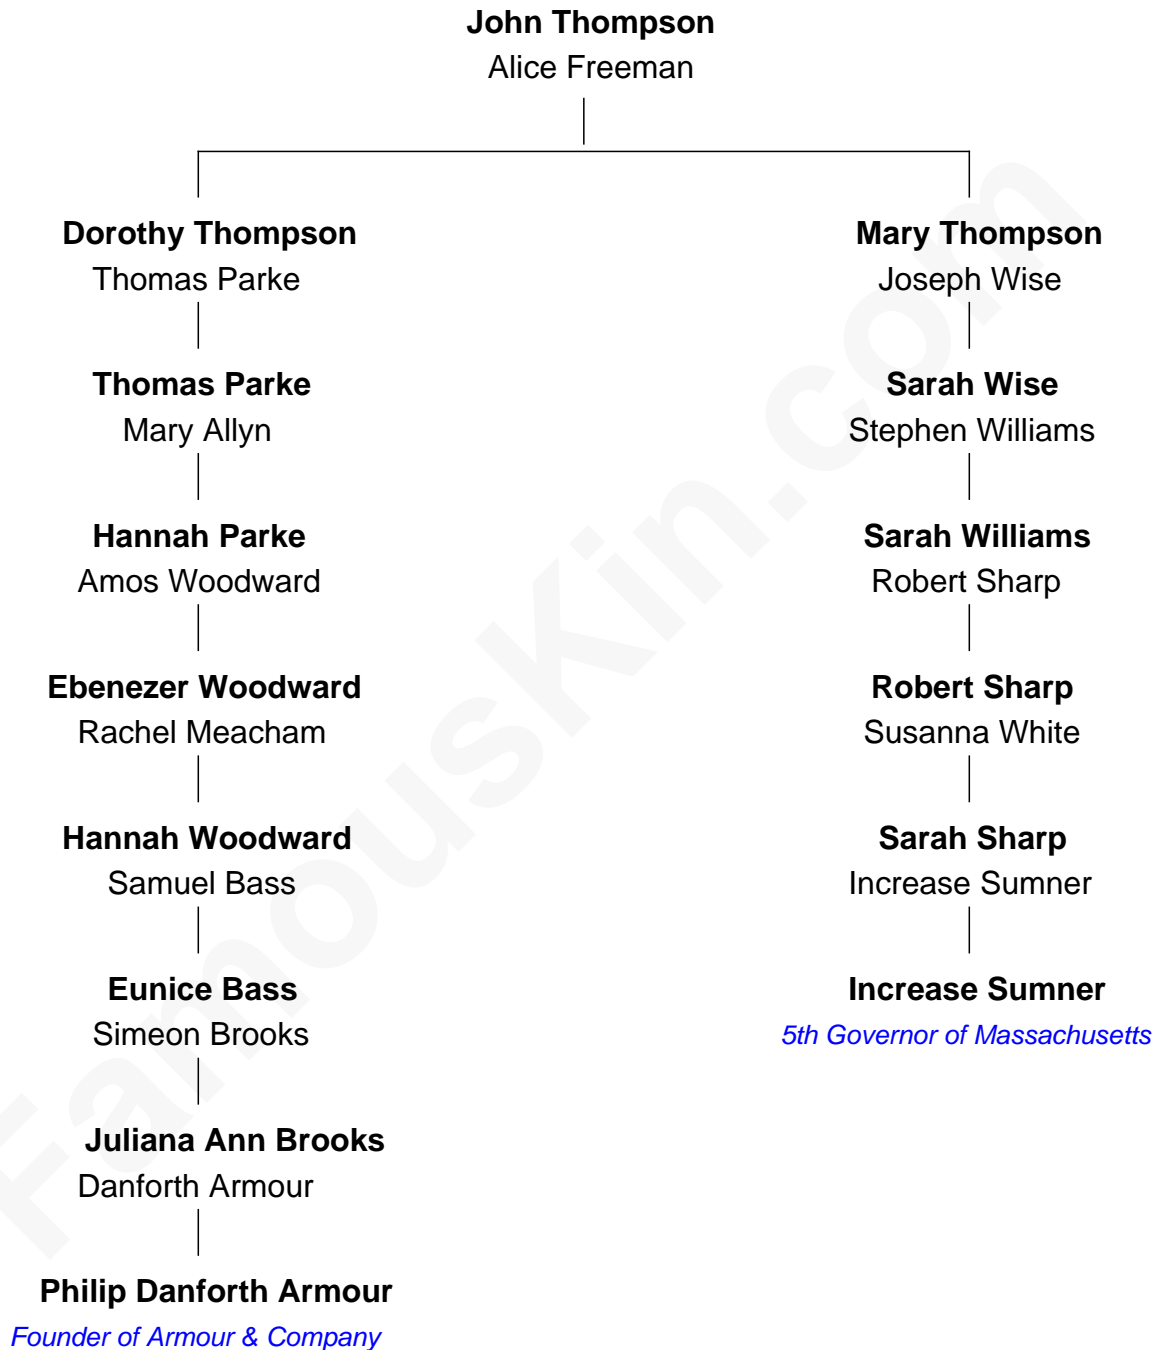 John Thompson
Alice Freeman
Dorothy Thompson
Thomas Parke
Mary Thompson
Joseph Wise
Thomas Parke
Mary Allyn
Sarah Wise
Stephen Williams
Hannah Parke
Amos Woodward
Sarah Williams
Robert Sharp
Ebenezer Woodward
Rachel Meacham
Robert Sharp
Susanna White
Hannah Woodward
Samuel Bass
Sarah Sharp
Increase Sumner
Eunice Bass
Simeon Brooks
Increase Sumner
5th Governor of Massachusetts
Juliana Ann Brooks
Danforth Armour
Philip Danforth Armour
Founder of Armour & Company
FamousKin.com